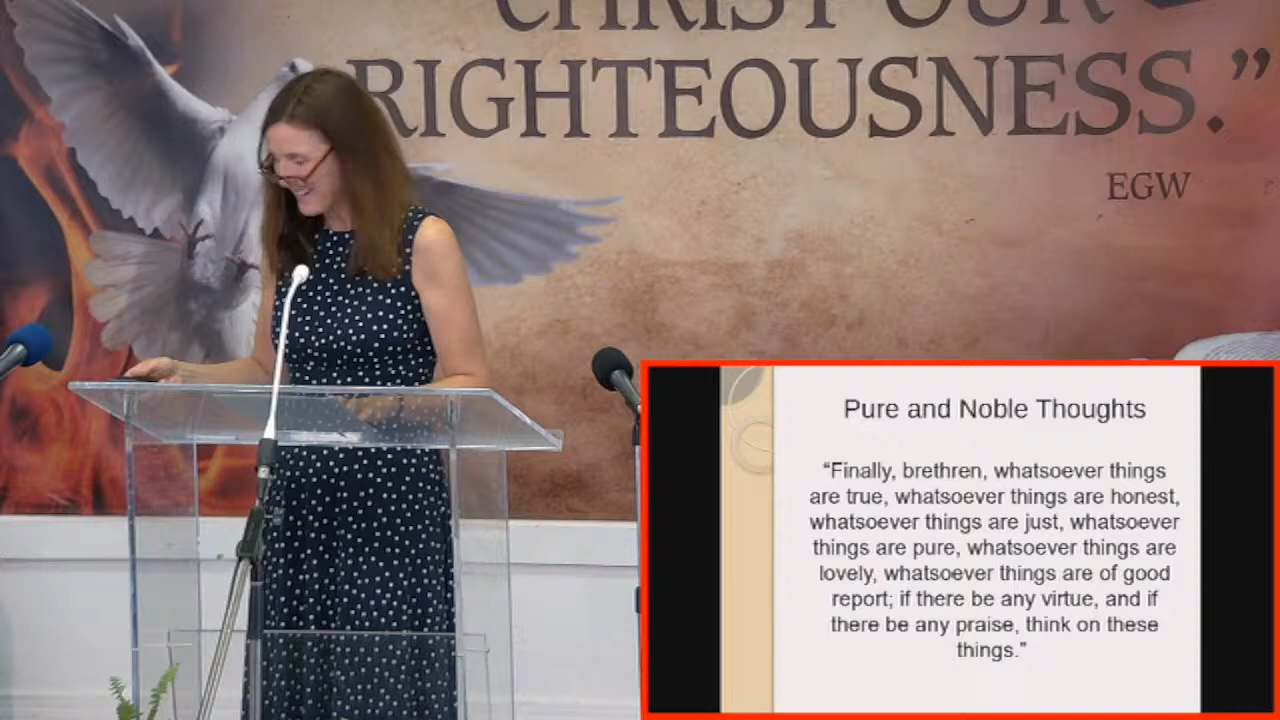 CHRIST OUR
RIGHTEOUSNESS.”
EGW
Pure and Noble Thoughts
“Finally, brethren, whatsoever things
are true, whatsoever things are honest,
whatsoever things are just, whatsoever
things are pure, whatsoever things are
lovely, whatsoever things are of good
report; if there be any virtue, and if
there be any praise, think on these
things.”